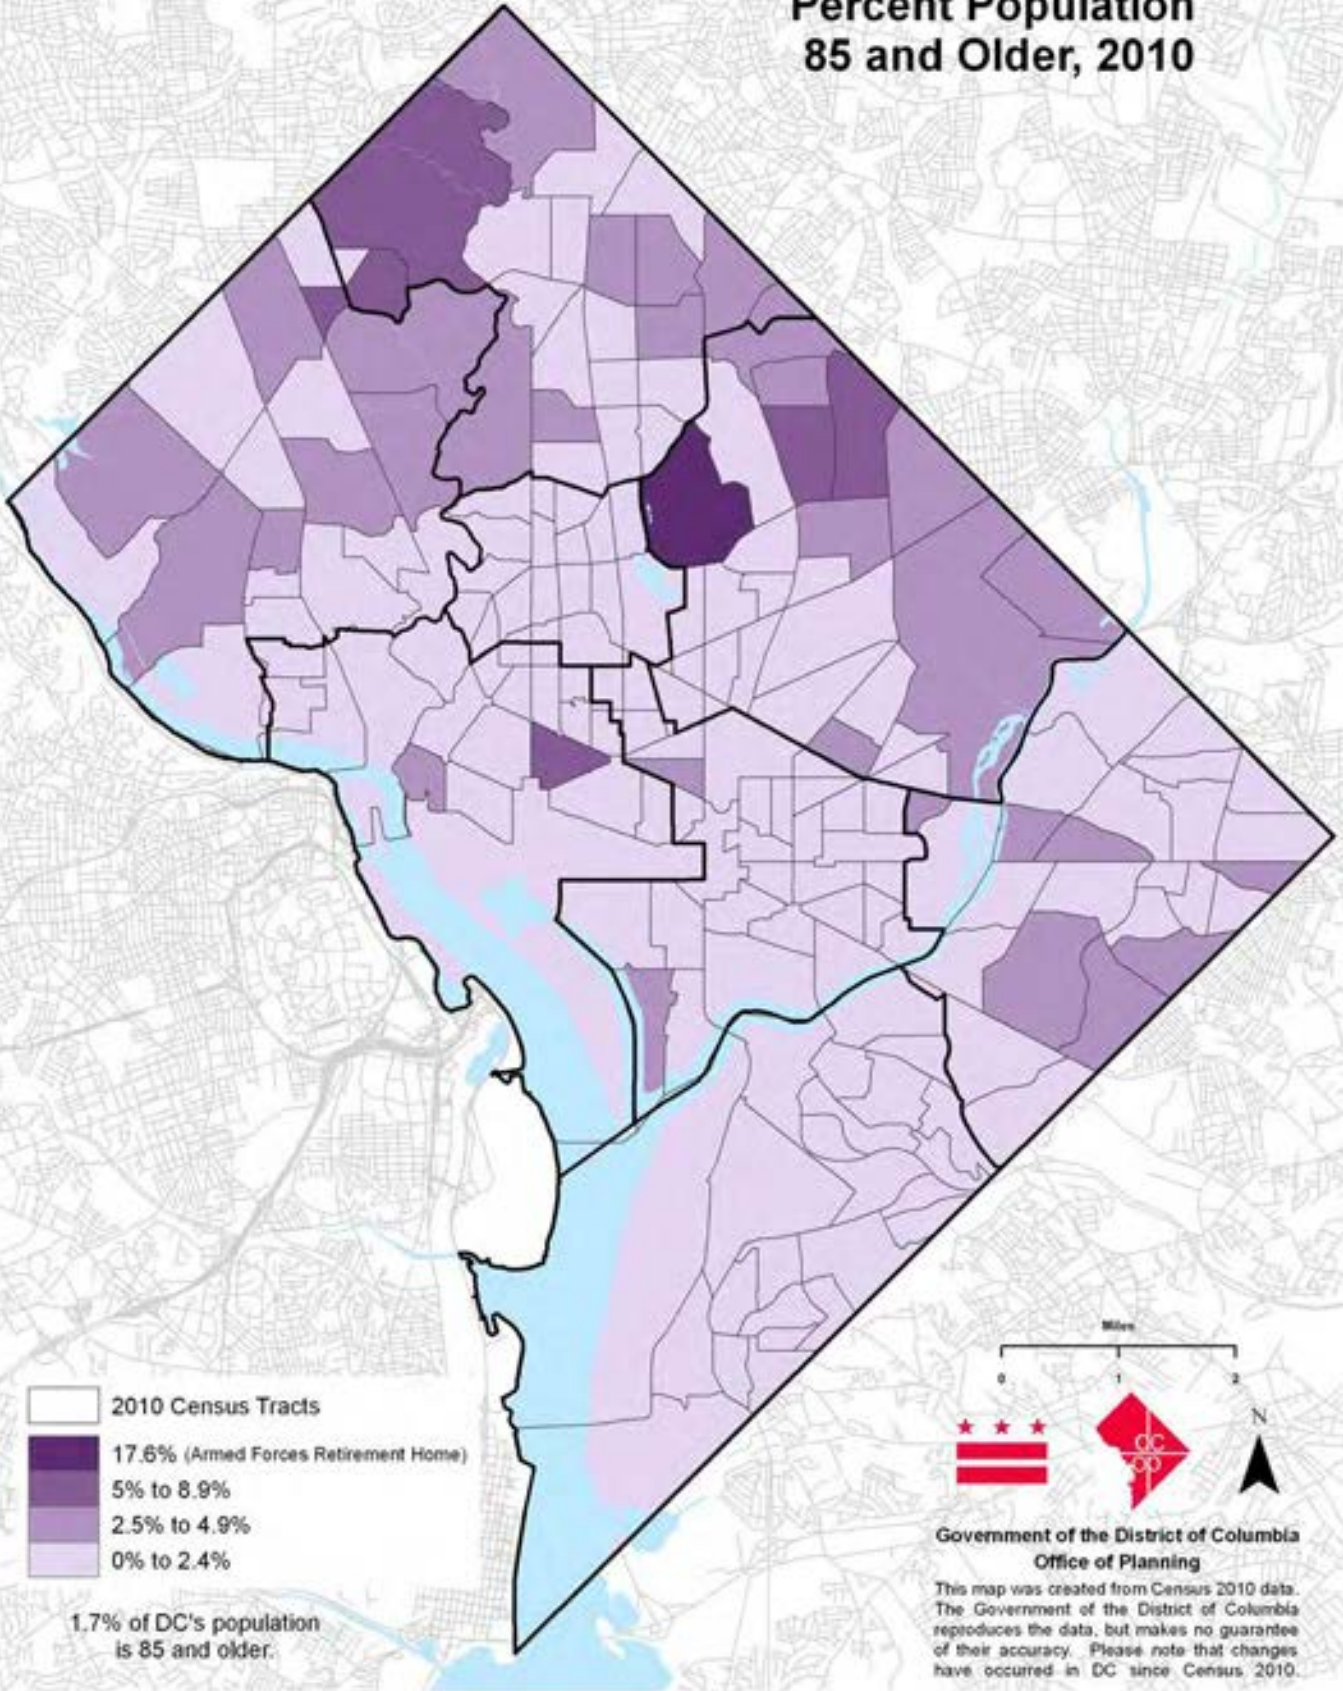 Percent Population
85 and Older, 2010
Miles
0 1 2
N
dc
op
2010 Census Tracts
17.6% (Armed Forces Retirement Home)
5% to 8.9%
2.5% to 4.9%
0% to 2.4%
1.7% of DC's population
is 85 and older.
Government of the District of Columbia
Office of Planning
This map was created from Census 2010 data.
The Government of the District of Columbia
reproduces the data, but makes no guarantee
of their accuracy. Please note that changes
have occurred in DC since Census 2010.